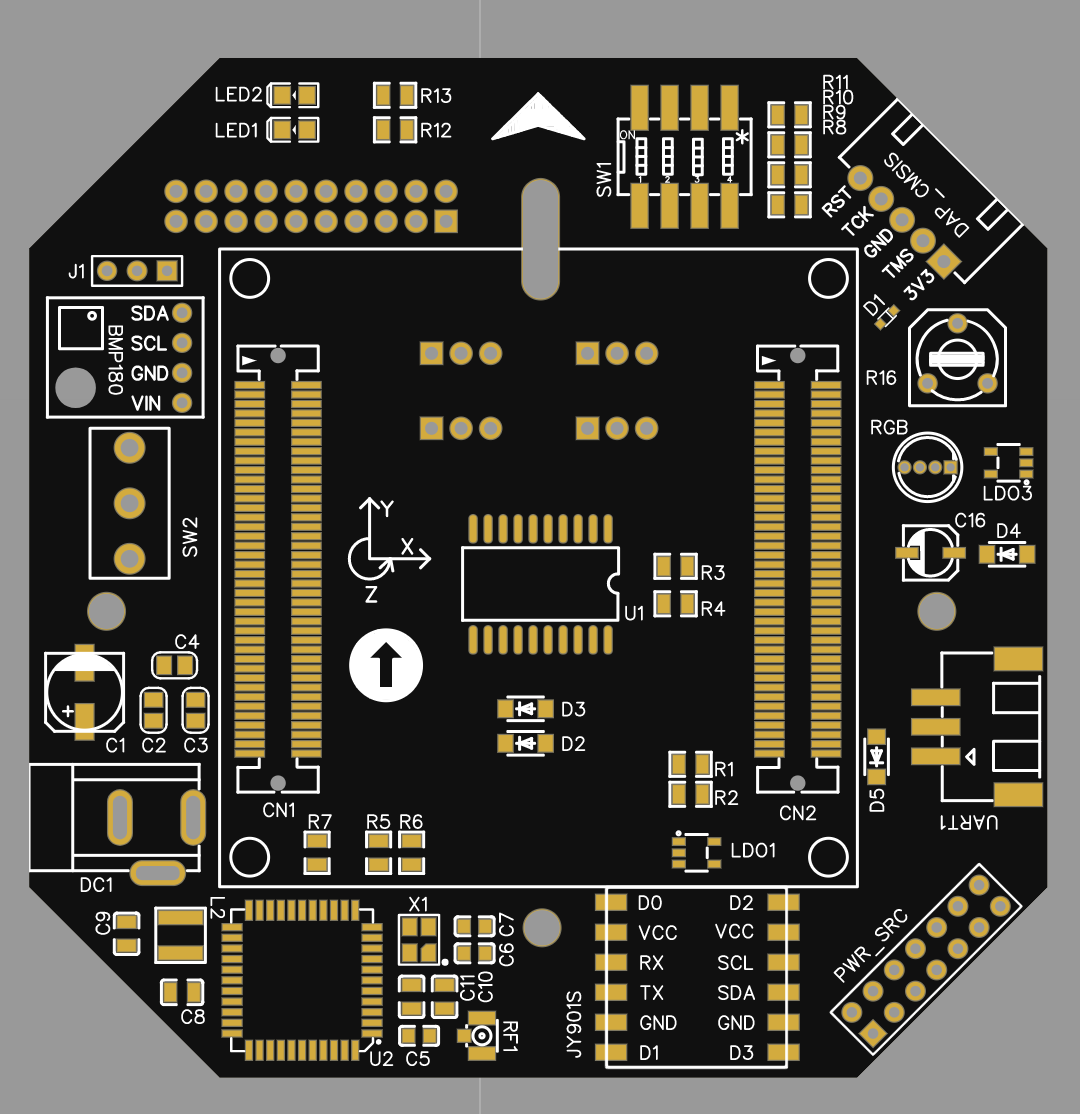 LED2
R13
LED1
R12
R11
R10
R9
R8
ON
SW1
1 2 3 4
*
DAP_CMSIS
RST
TCK
GND
TMS
3V3
J1
SDA
SCL
GND
VIN
BMP180
D1
R16
RGB
LDO3
C16
D4
SW2
Y
X
Z
U1
R3
R4
C4
+
C1
C2
C3
D3
D2
R1
R2
D5
UART1
CN1
CN2
R7
R5
R6
LDO1
DC1
L2
C9
C8
X1
C7
C6
C11
C10
C5
U2
RF1
JY901S
D0 D2
VCC VCC
RX SCL
TX SDA
GND GND
D1 D3
PWR_SRC